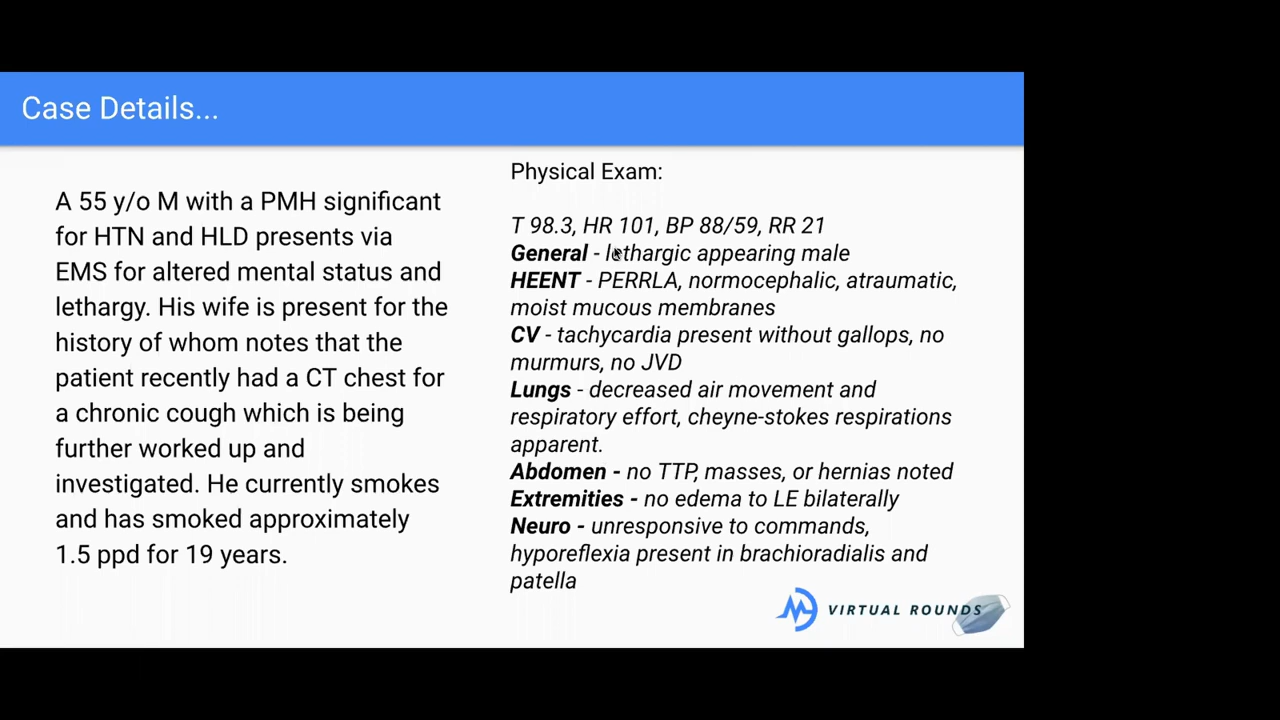 Case Details...
A 55 y/o M with a PMH significant
for HTN and HLD presents via
EMS for altered mental status and
lethargy. His wife is present for the
history of whom notes that the
patient recently had a CT chest for
a chronic cough which is being
further worked up and
investigated. He currently smokes
and has smoked approximately
1.5 ppd for 19 years.
Physical Exam:
T 98.3, HR 101, BP 88/59, RR 21
General - lethargic appearing male
HEENT - PERRLA, normocephalic, atraumatic,
moist mucous membranes
CV - tachycardia present without gallops, no
murmurs, no JVD
Lungs - decreased air movement and
respiratory effort, cheyne-stokes respirations
apparent.
Abdomen - no TTP, masses, or hernias noted
Extremities - no edema to LE bilaterally
Neuro - unresponsive to commands,
hyporeflexia present in brachioradialis and
patella
VIRTUAL ROUNDS